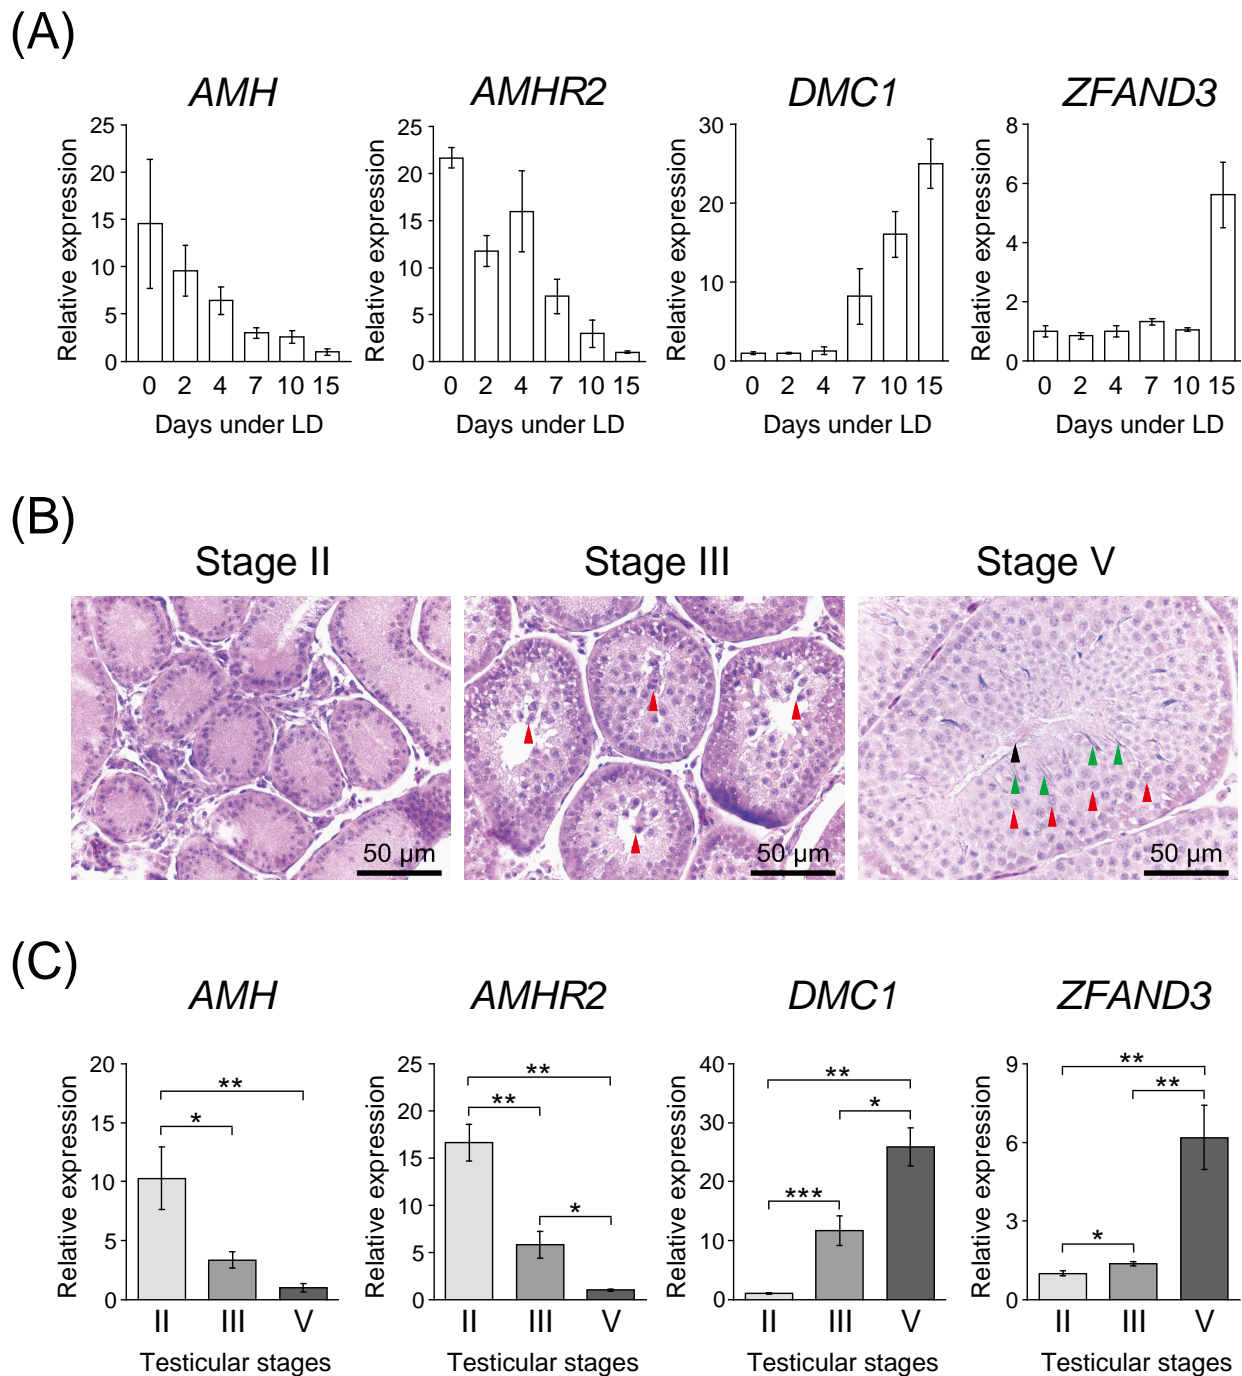 (A)
AMH AMHR2 DMC1 ZFAND3
Relative expression
25
20
15
10
5
0
0 2 4 7 10 15
Days under LD
Relative expression
25
20
15
10
5
0
0 2 4 7 10 15
Days under LD
Relative expression
30
20
10
0
0 2 4 7 10 15
Days under LD
Relative expression
8
6
4
2
0
0 2 4 7 10 15
Days under LD
(B)
Stage II Stage III Stage V
50 µm 50 µm 50 µm
(C)
AMH AMHR2 DMC1 ZFAND3
Relative expression
20
15
10
5
0
**
*
II III V
Testicular stages
Relative expression
25
20
15
10
5
0
**
**
*
II III V
Testicular stages
Relative expression
40
30
20
10
0
**
*
***
II III V
Testicular stages
Relative expression
9
6
3
0
**
**
*
II III V
Testicular stages